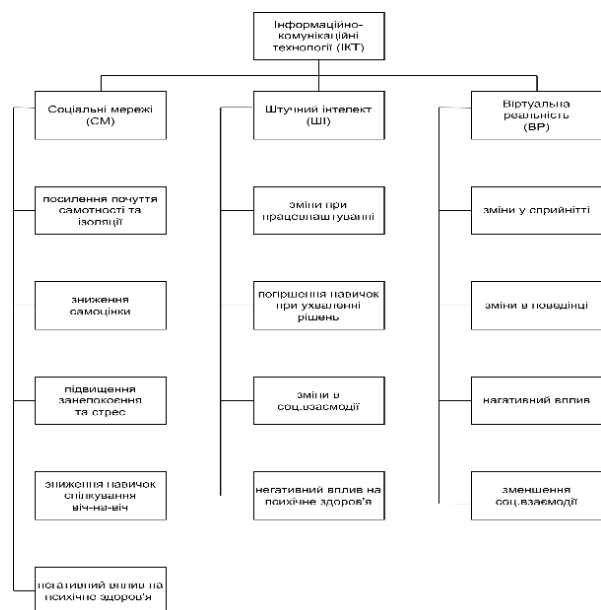 Інформаційно-
комунікаційні
технології (ІКТ)
Соціальні мережі
(СМ)
посилення почуття
самотності та
ізоляції
зниження
самоцінки
підвищення
занепокоєння
та стрес
зниження навичок
спілкування
віч-на-віч
негативний вплив на
психічне здоров'я
Штучний інтелект
(ШІ)
зміни при
працевлаштуванні
погіршення навичок
при ухваленні
рішень
зміни в
соц.взаємодії
негативний вплив на
психічне здоров'я
Віртуальна
реальність
(ВР)
зміни у сприйнятті
зміни в поведінці
нагативний вплив
зменшення
соц.взаємодії